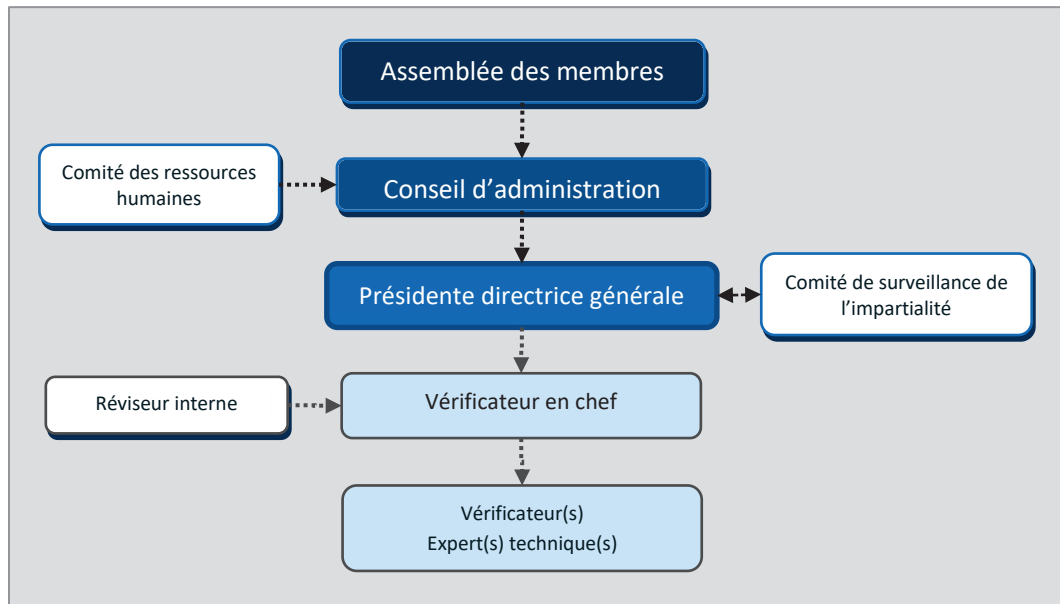 Assemblée des membres
Comité des ressources
humaines
Conseil d’administration
Présidente directrice générale
Comité de surveillance de
l’impartialité
Réviseur interne
Vérificateur en chef
Vérificateur(s)
Expert(s) technique(s)